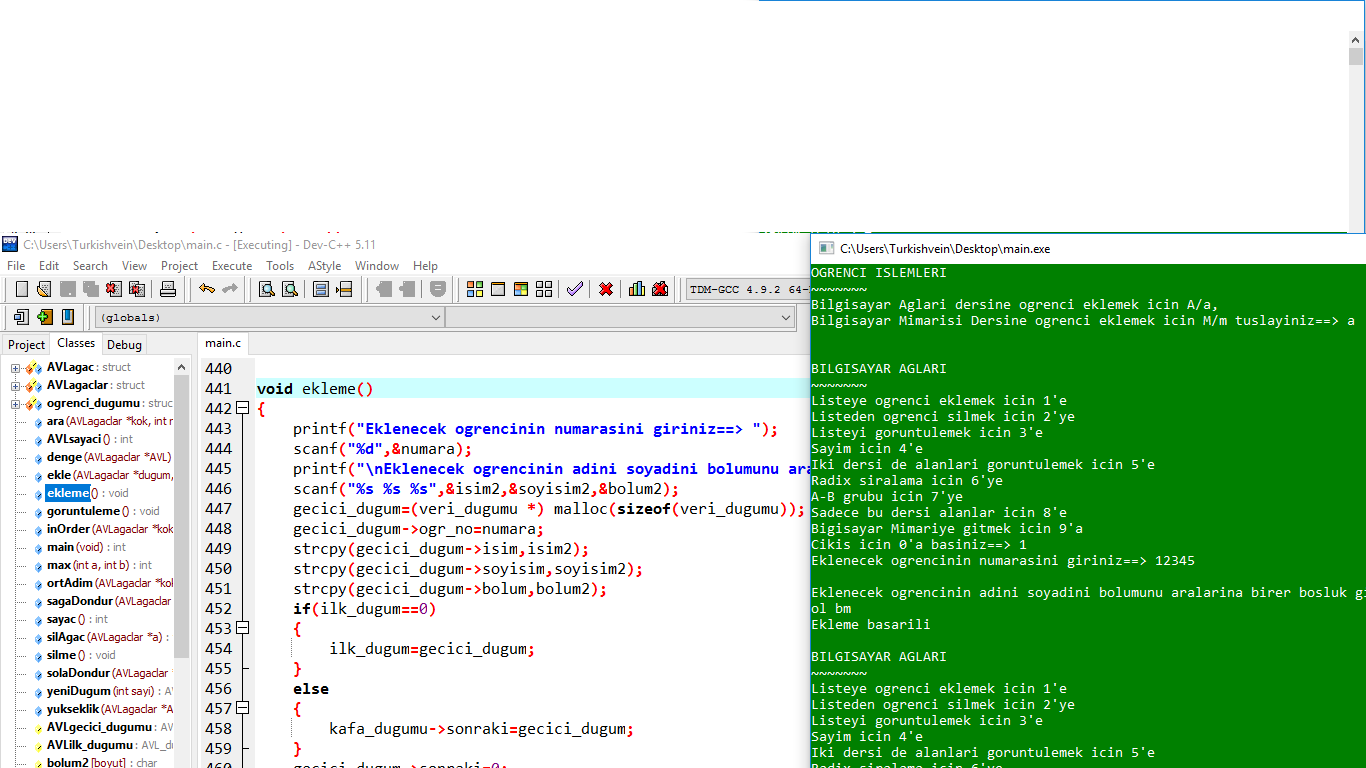 C:\Users\Turkishvein\Desktop\main.c - [Executing] - Dev-C++ 5.11
File Edit Search View Project Execute Tools AStyle Window Help
TDM-GCC 4.9.2 64-
(globals)
Project Classes Debug
AVLagac : struct
AVLagaclar : struct
ogrenci_dugumu : struc
ara (AVLagaclar *kok, int r
AVLsayaci () : int
denge (AVLagaclar *AVL)
ekle (AVLagaclar *dugum,
ekleme () : void
goruntuleme () : void
inOrder (AVLagaclar *kok
main (void) : int
max (int a, int b) : int
ortAdim (AVLagaclar *kok
sagaDondur (AVLagaclar
sayac () : int
silAgac (AVLagaclar *a) :
silme () : void
solaDondur (AVLagaclar
yeniDugum (int sayi) : A
yukseklik (AVLagaclar *A
AVLgecici_dugumu : AV
AVLilk_dugumu : AVL_d
bolum2 [boyut] : char
main.c
440
441 void ekleme()
442 {
443 printf("Eklenecek ogrencinin numarasini giriniz==> ");
444 scanf("%d",&numara);
445 printf("\nEklenecek ogrencinin adini soyadini bolumunu ara
446 scanf("%s %s %s",&isim2,&soyisim2,&bolum2);
447 gecici_dugum=(veri_dugumu *) malloc(sizeof(veri_dugumu));
448 gecici_dugum->ogr_no=numara;
449 strcpy(gecici_dugum->isim,isim2);
450 strcpy(gecici_dugum->soyisim,soyisim2);
451 strcpy(gecici_dugum->bolum,bolum2);
452 if(ilk_dugum==0)
453 {
454 ilk_dugum=gecici_dugum;
455 }
456 else
457 {
458 kafa_dugumu->sonraki=gecici_dugum;
459 }
460 gecici_dugum->sonraki=0;
C:\Users\Turkishvein\Desktop\main.exe
OGRENCI ISLEMLERI
~~~~~~~
Bilgisayar Aglari dersine ogrenci eklemek icin A/a,
Bilgisayar Mimarisi Dersine ogrenci eklemek icin M/m tuslayiniz==> a
BILGISAYAR AGLARI
~~~~~~~
Listeye ogrenci eklemek icin 1'e
Listeden ogrenci silmek icin 2'ye
Listeyi goruntulemek icin 3'e
Sayim icin 4'e
Iki dersi de alanlari goruntulemek icin 5'e
Radix siralama icin 6'ye
A-B grubu icin 7'ye
Sadece bu dersi alanlar icin 8'e
Bigisayar Mimariye gitmek icin 9'a
Cikis icin 0'a basiniz==> 1
Eklenecek ogrencinin numarasini giriniz==> 12345
Eklenecek ogrencinin adini soyadini bolumunu aralarina birer bosluk gi
ol bm
Ekleme basarili
BILGISAYAR AGLARI
~~~~~~~
Listeye ogrenci eklemek icin 1'e
Listeden ogrenci silmek icin 2'ye
Listeyi goruntulemek icin 3'e
Sayim icin 4'e
Iki dersi de alanlari goruntulemek icin 5'e
Radix siralama icin 6'ye